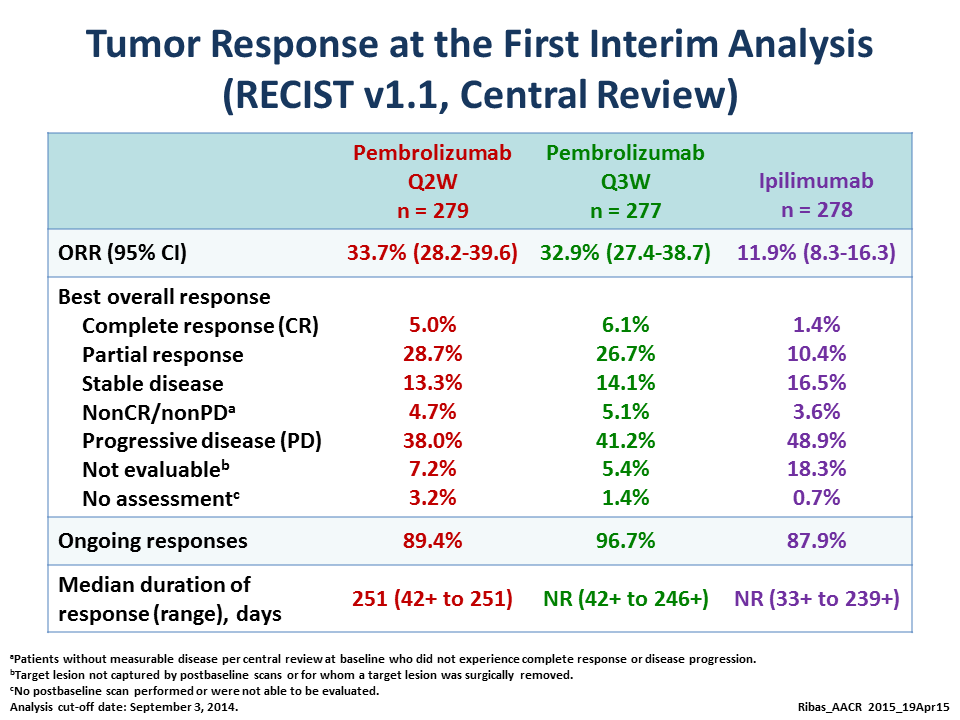 Tumor Response at the First Interim Analysis
(RECIST v1.1, Central Review)
Pembrolizumab Q2W n = 279
Pembrolizumab Q3W n = 277
Ipilimumab n = 278
ORR (95% CI) 33.7% (28.2-39.6) 32.9% (27.4-38.7) 11.9% (8.3-16.3)
Best overall response
Complete response (CR) 5.0% 6.1% 1.4%
Partial response 28.7% 26.7% 10.4%
Stable disease 13.3% 14.1% 16.5%
NonCR/nonPDᵃ 4.7% 5.1% 3.6%
Progressive disease (PD) 38.0% 41.2% 48.9%
Not evaluableᵇ 7.2% 5.4% 18.3%
No assessmentᶜ 3.2% 1.4% 0.7%
Ongoing responses 89.4% 96.7% 87.9%
Median duration of
response (range), days 251 (42+ to 251) NR (42+ to 246+) NR (33+ to 239+)
ᵃPatients without measurable disease per central review at baseline who did not experience complete response or disease progression.
ᵇTarget lesion not captured by postbaseline scans or for whom a target lesion was surgically removed.
ᶜNo postbaseline scan performed or were not able to be evaluated.
Analysis cut-off date: September 3, 2014.
Ribas_AACR 2015_19Apr15